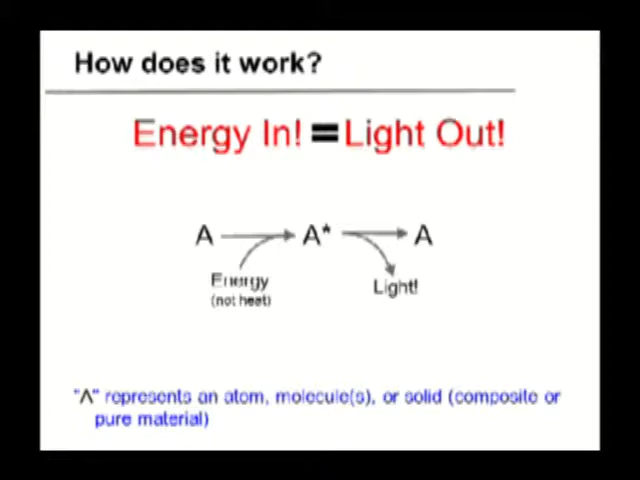 How does it work?
Energy In! = Light Out!
A A* A
Energy Light!
(not heat)
"A" represents an atom, molecule(s), or solid (composite or
pure material)